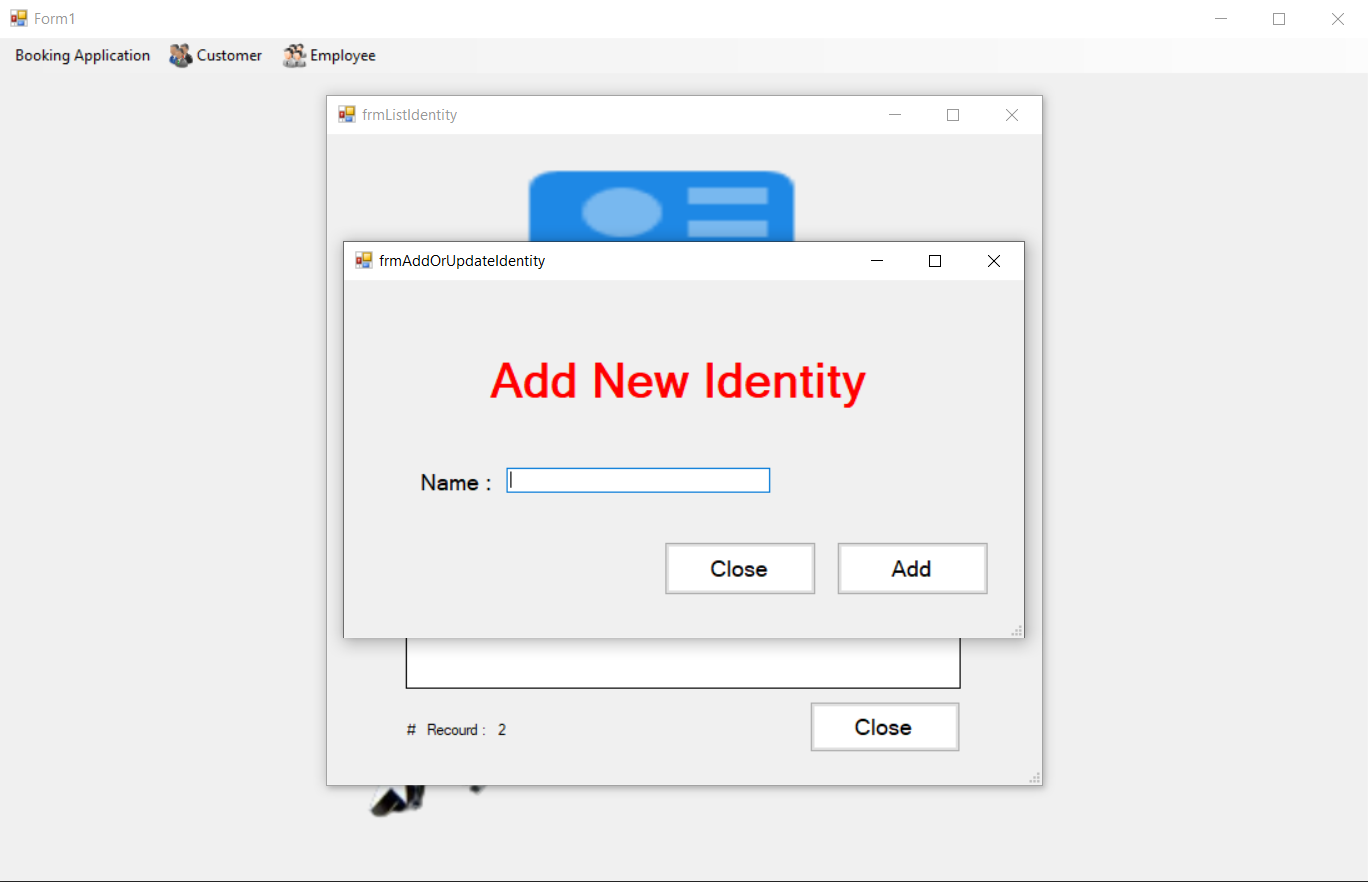 Form1
Booking Application Customer Employee
frmListIdentity
frmAddOrUpdateIdentity
Add New Identity
Name :
Close Add
# Recourd : 2
Close